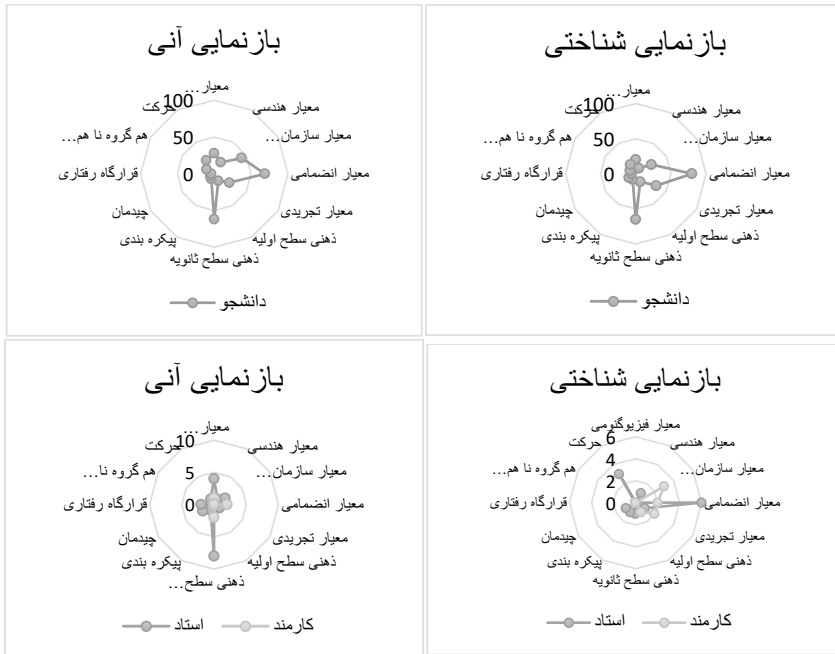 بازنمایی شناختی
معیار...
معیار هندسی
معیار سازمان...
معیار انضمامی
معیار تجریدی
ذهنی سطح اولیه
ذهنی سطح ثانویه
پیکره بندی
چیدمان
قرارگاه رفتاری
هم گروه نا هم...
حرکت
100
50
0
دانشجو
بازنمایی آنی
معیار...
معیار هندسی
معیار سازمان...
معیار انضمامی
معیار تجریدی
ذهنی سطح اولیه
ذهنی سطح ثانویه
پیکره بندی
چیدمان
قرارگاه رفتاری
هم گروه نا هم...
حرکت
100
50
0
دانشجو
بازنمایی شناختی
معیار فیزیوگنومی
معیار هندسی
معیار سازمان...
معیار انضمامی
معیار تجریدی
ذهنی سطح اولیه
ذهنی سطح ثانویه
پیکره بندی
چیدمان
قرارگاه رفتاری
هم گروه نا هم...
حرکت
6
4
2
0
استاد
کارمند
بازنمایی آنی
معیار...
معیار هندسی
معیار سازمان...
معیار انضمامی
معیار تجریدی
ذهنی سطح اولیه
ذهنی سطح...
پیکره بندی
چیدمان
قرارگاه رفتاری
هم گروه نا...
حرکت
10
5
0
استاد
کارمند